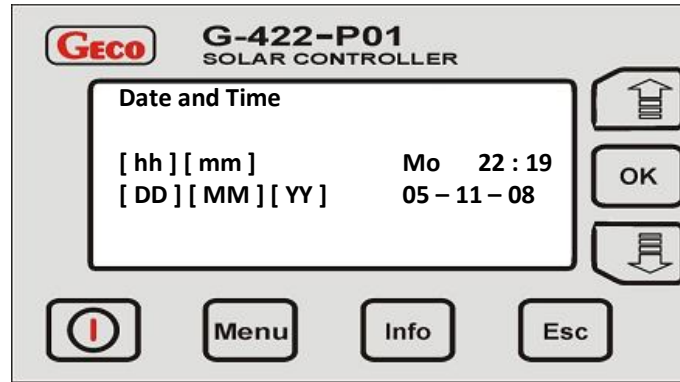 GECO
G-422-P01
SOLAR CONTROLLER
Date and Time
[ hh ] [ mm ] Mo 22 : 19
[ DD ] [ MM ] [ YY ] 05 – 11 – 08
OK
Menu Info Esc